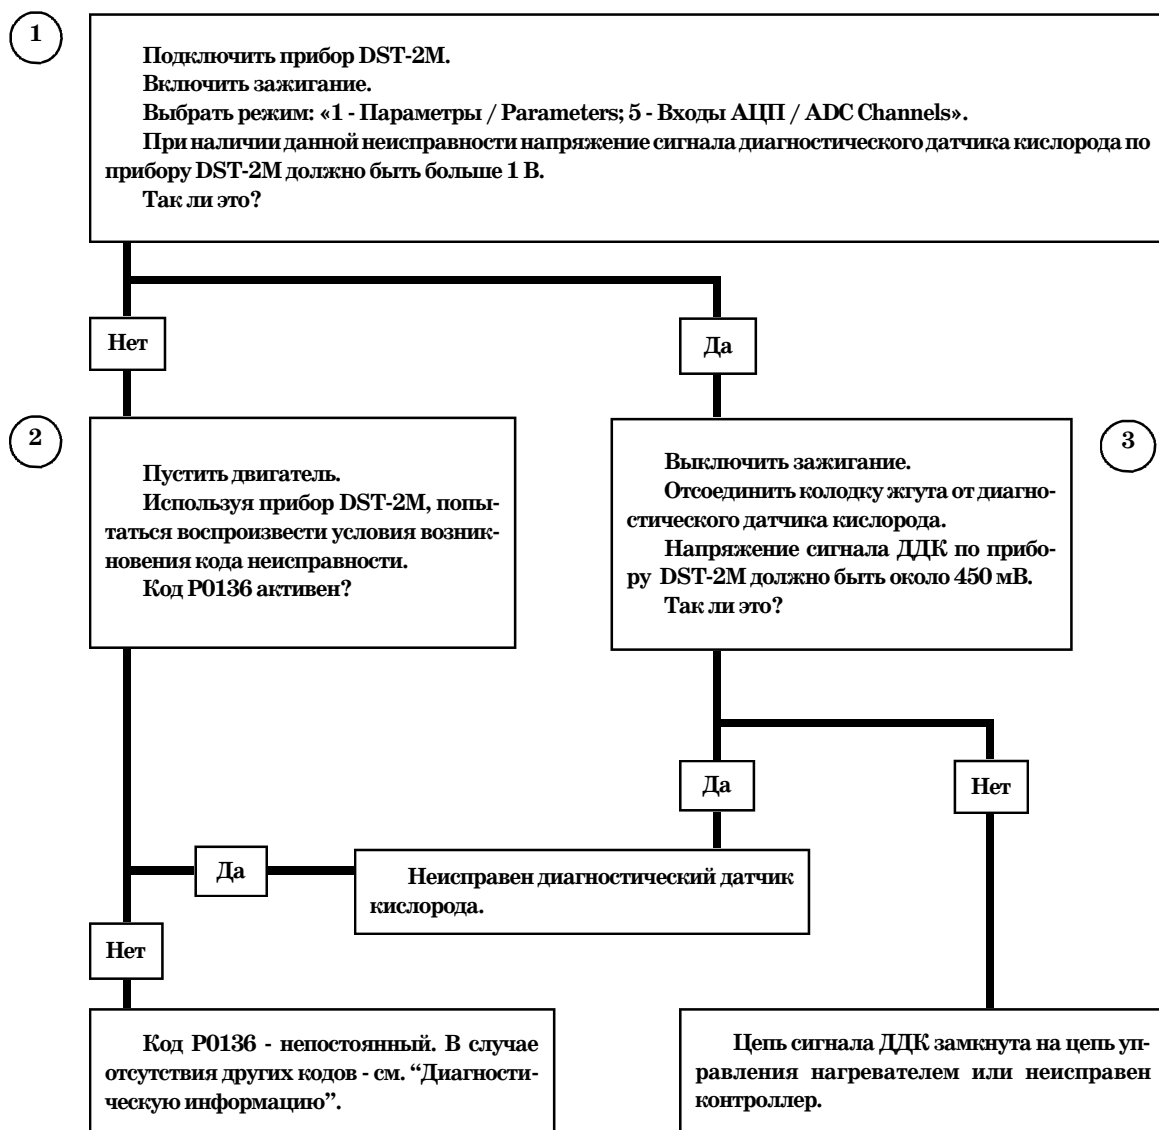 1
Подключить прибор DST-2М.
Включить зажигание.
Выбрать режим: «1 - Параметры / Parameters; 5 - Входы АЦП / ADC Channels».
При наличии данной неисправности напряжение сигнала диагностического датчика кислорода по
прибору DST-2М должно быть больше 1 В.
Так ли это?
Нет
Да
2
Пустить двигатель.
Используя прибор DST-2М, попы-
таться воспроизвести условия возник-
новения кода неисправности.
Код Р0136 активен?
3
Выключить зажигание.
Отсоединить колодку жгута от диагно-
стического датчика кислорода.
Напряжение сигнала ДДК по прибо-
ру DST-2М должно быть около 450 мВ.
Так ли это?
Да
Нет
Да
Неисправен диагностический датчик
кислорода.
Нет
Код Р0136 - непостоянный. В случае
отсутствия других кодов - см. “Диагности-
ческую информацию”.
Цепь сигнала ДДК замкнута на цепь уп-
равления нагревателем или неисправен
контроллер.